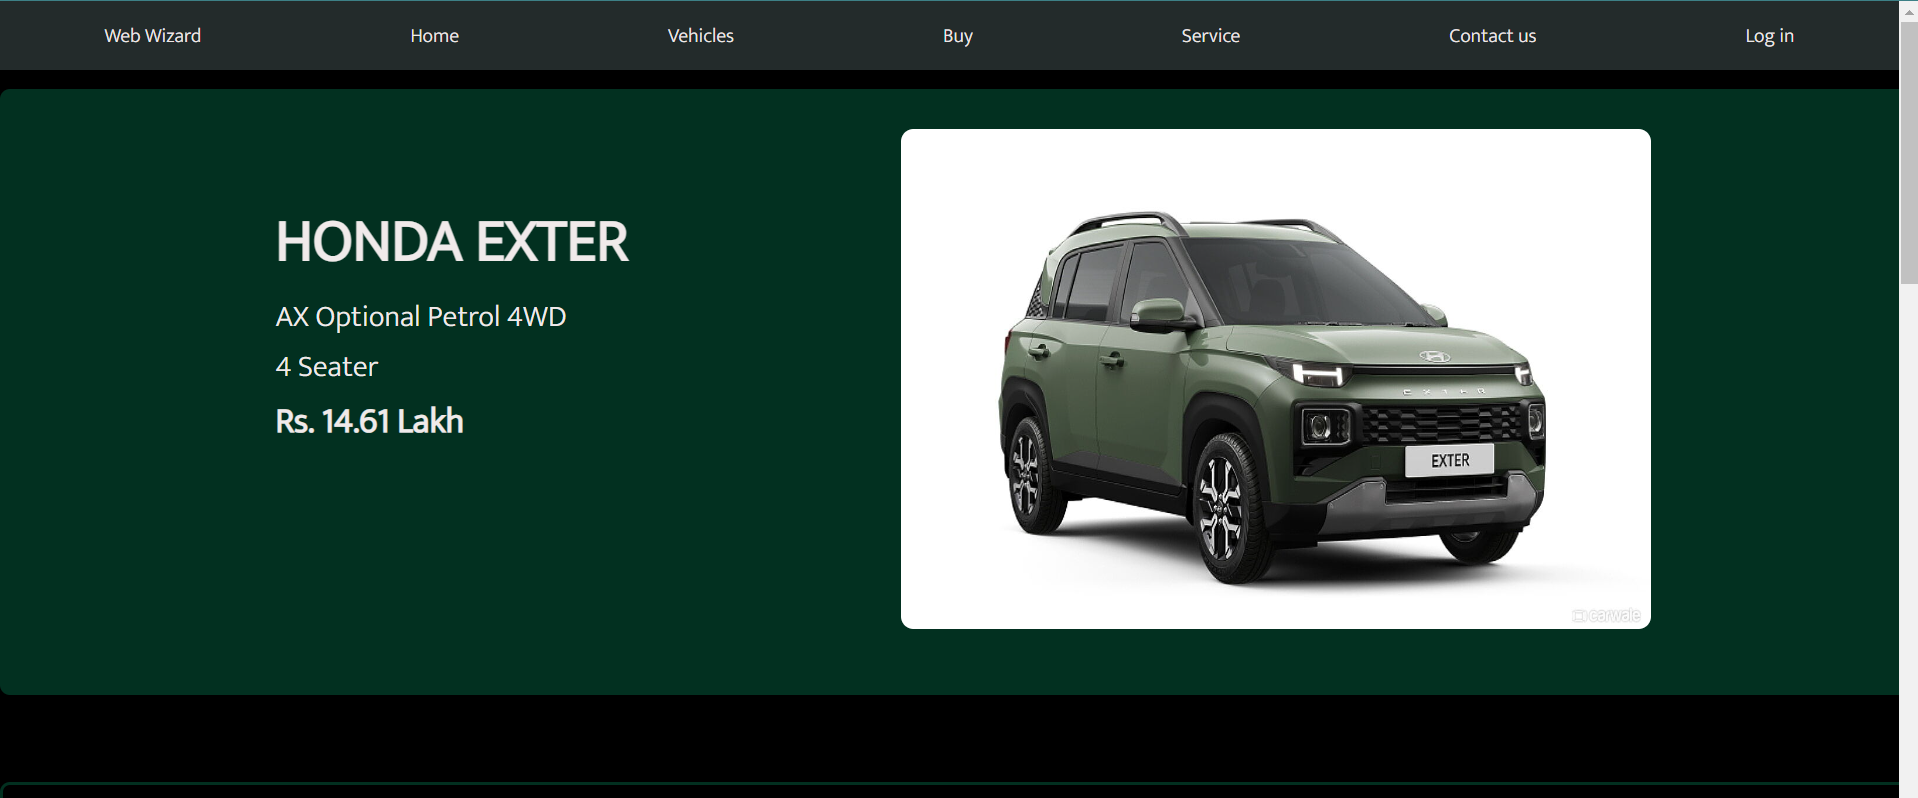 Web Wizard Home Vehicles Buy Service Contact us Log in
HONDA EXTER
AX Optional Petrol 4WD
4 Seater
Rs. 14.61 Lakh
EXTER
EXTER
carwale